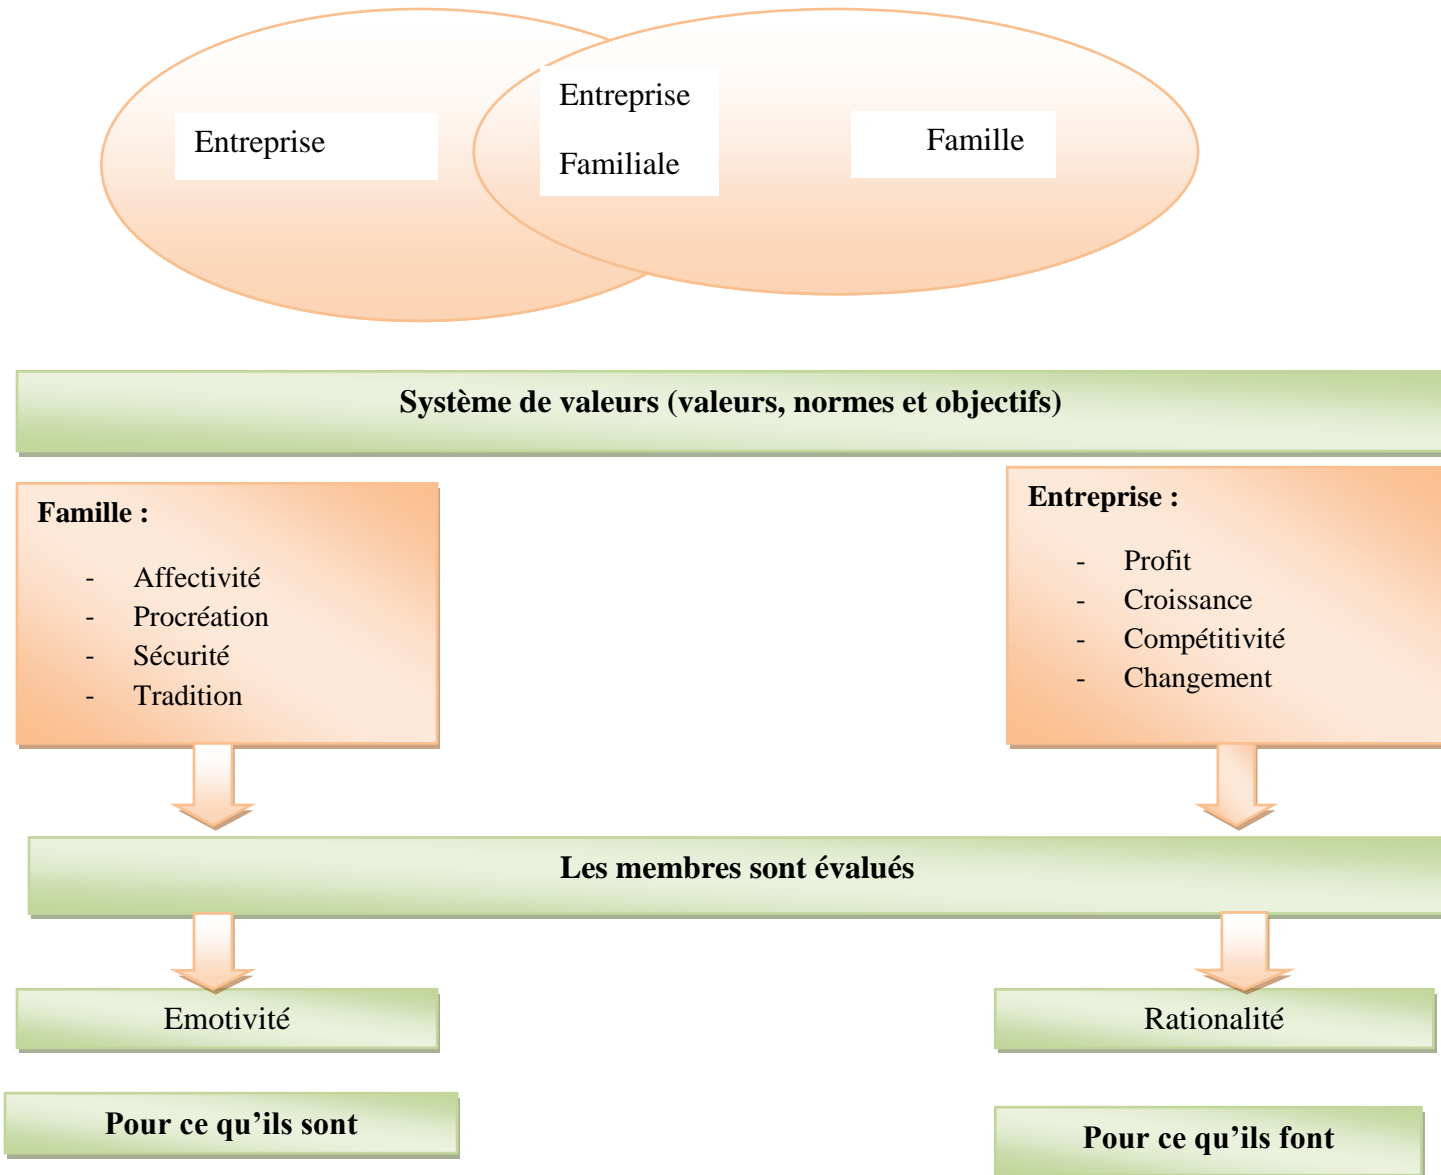 Entreprise
Entreprise
Familiale
Famille
Système de valeurs (valeurs, normes et objectifs)
Famille :
- Affectivité
- Procréation
- Sécurité
- Tradition
Entreprise :
- Profit
- Croissance
- Compétitivité
- Changement
Les membres sont évalués
Emotivité
Rationalité
Pour ce qu’ils sont
Pour ce qu’ils font